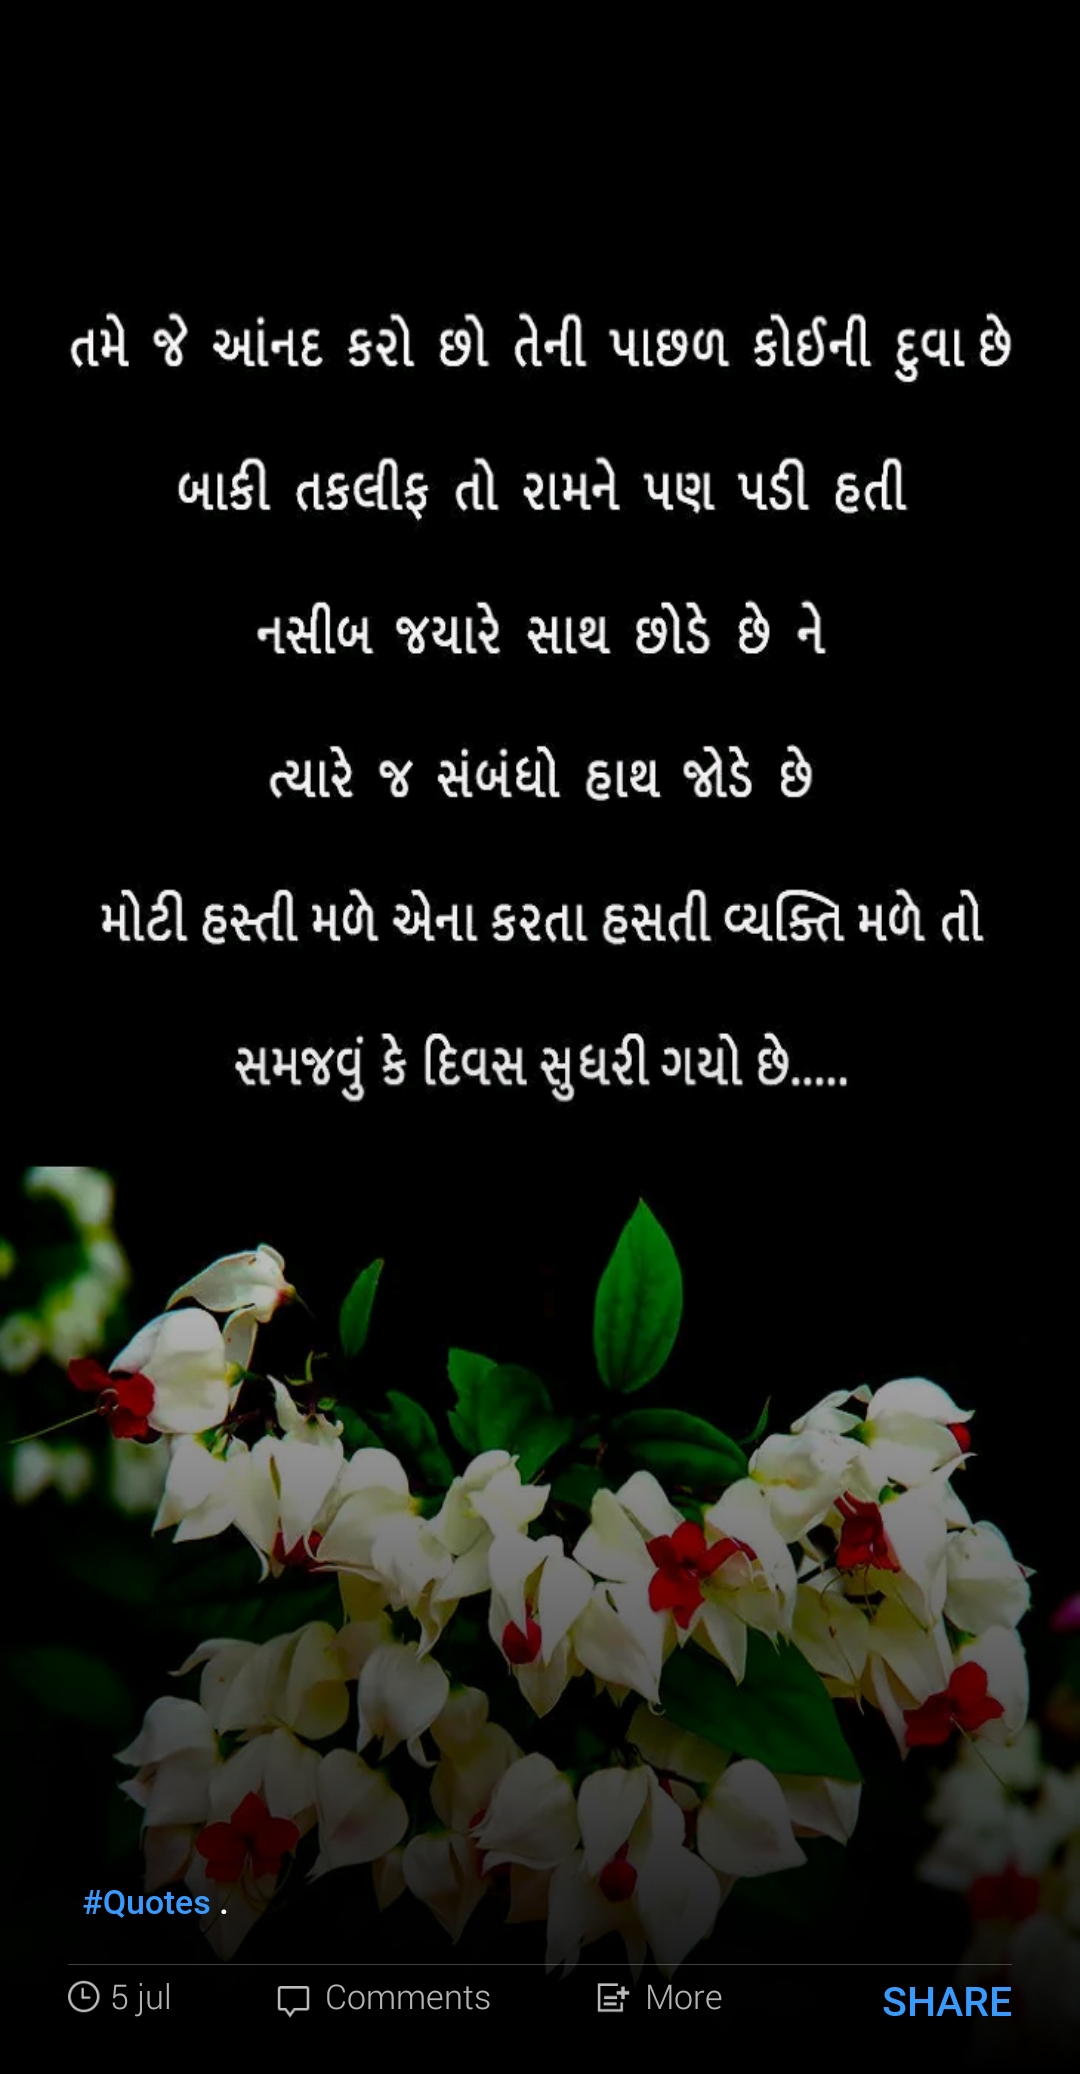 તમે જે આંનદ કરો છો તેની પાછળ કોઈની દુવા છે
બાકી તકલીફ તો રામને પણ પડી હતી
નસીબ જયારે સાથ છોડે છે ને
ત્યારે જ સંબંધો હાથ જોડે છે
મોટી હસ્તી મળે એના કરતા હસતી વ્યક્તિ મળે તો
સમજવું કે દિવસ સુધરી ગયો છે.....
#Quotes .
5 jul Comments More SHARE